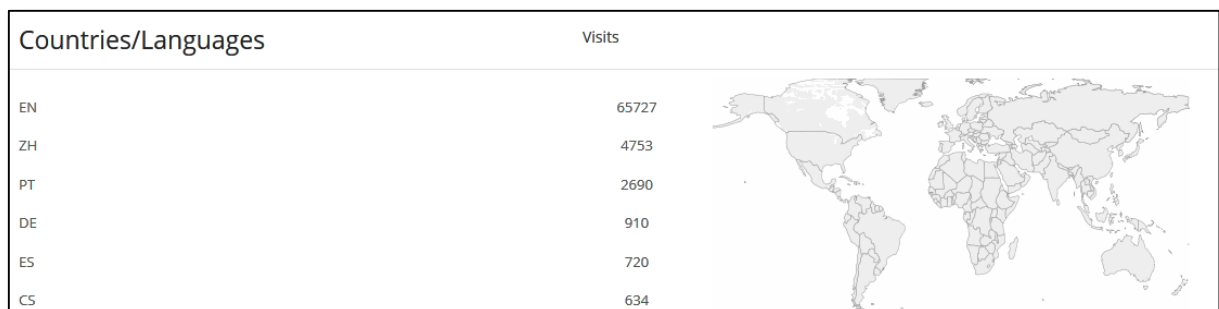 Countries/Languages Visits
EN 65727
ZH 4753
PT 2690
DE 910
ES 720
CS 634